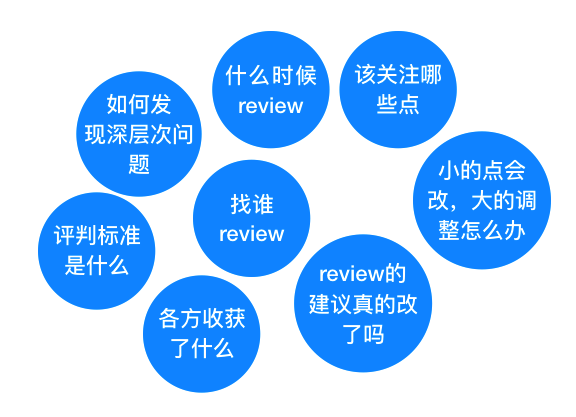 什么时候
review
该关注哪
些点
如何发
现深层次问
题
小的点会
改，大的调
整怎么办
找谁
review
评判标准
是什么
review的
建议真的改
了吗
各方收获
了什么